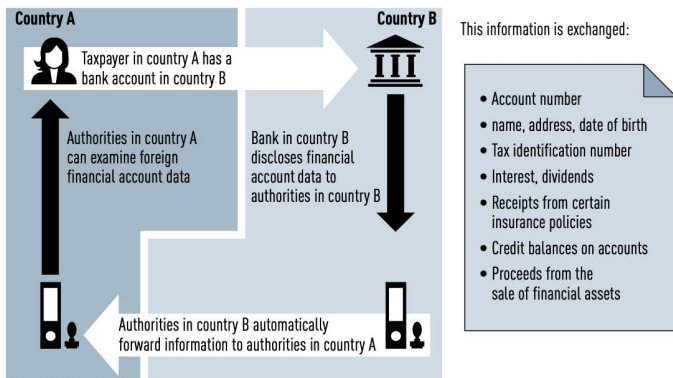 Country A
Country B
Taxpayer in country A has a
bank account in country B
Authorities in country A
can examine foreign
financial account data
Bank in country B
discloses financial
account data to
authorities in country B
Authorities in country B automatically
forward information to authorities in country A
This information is exchanged:
• Account number
• name, address, date of birth
• Tax identification number
• Interest, dividends
• Receipts from certain
insurance policies
• Credit balances on accounts
• Proceeds from the
sale of financial assets